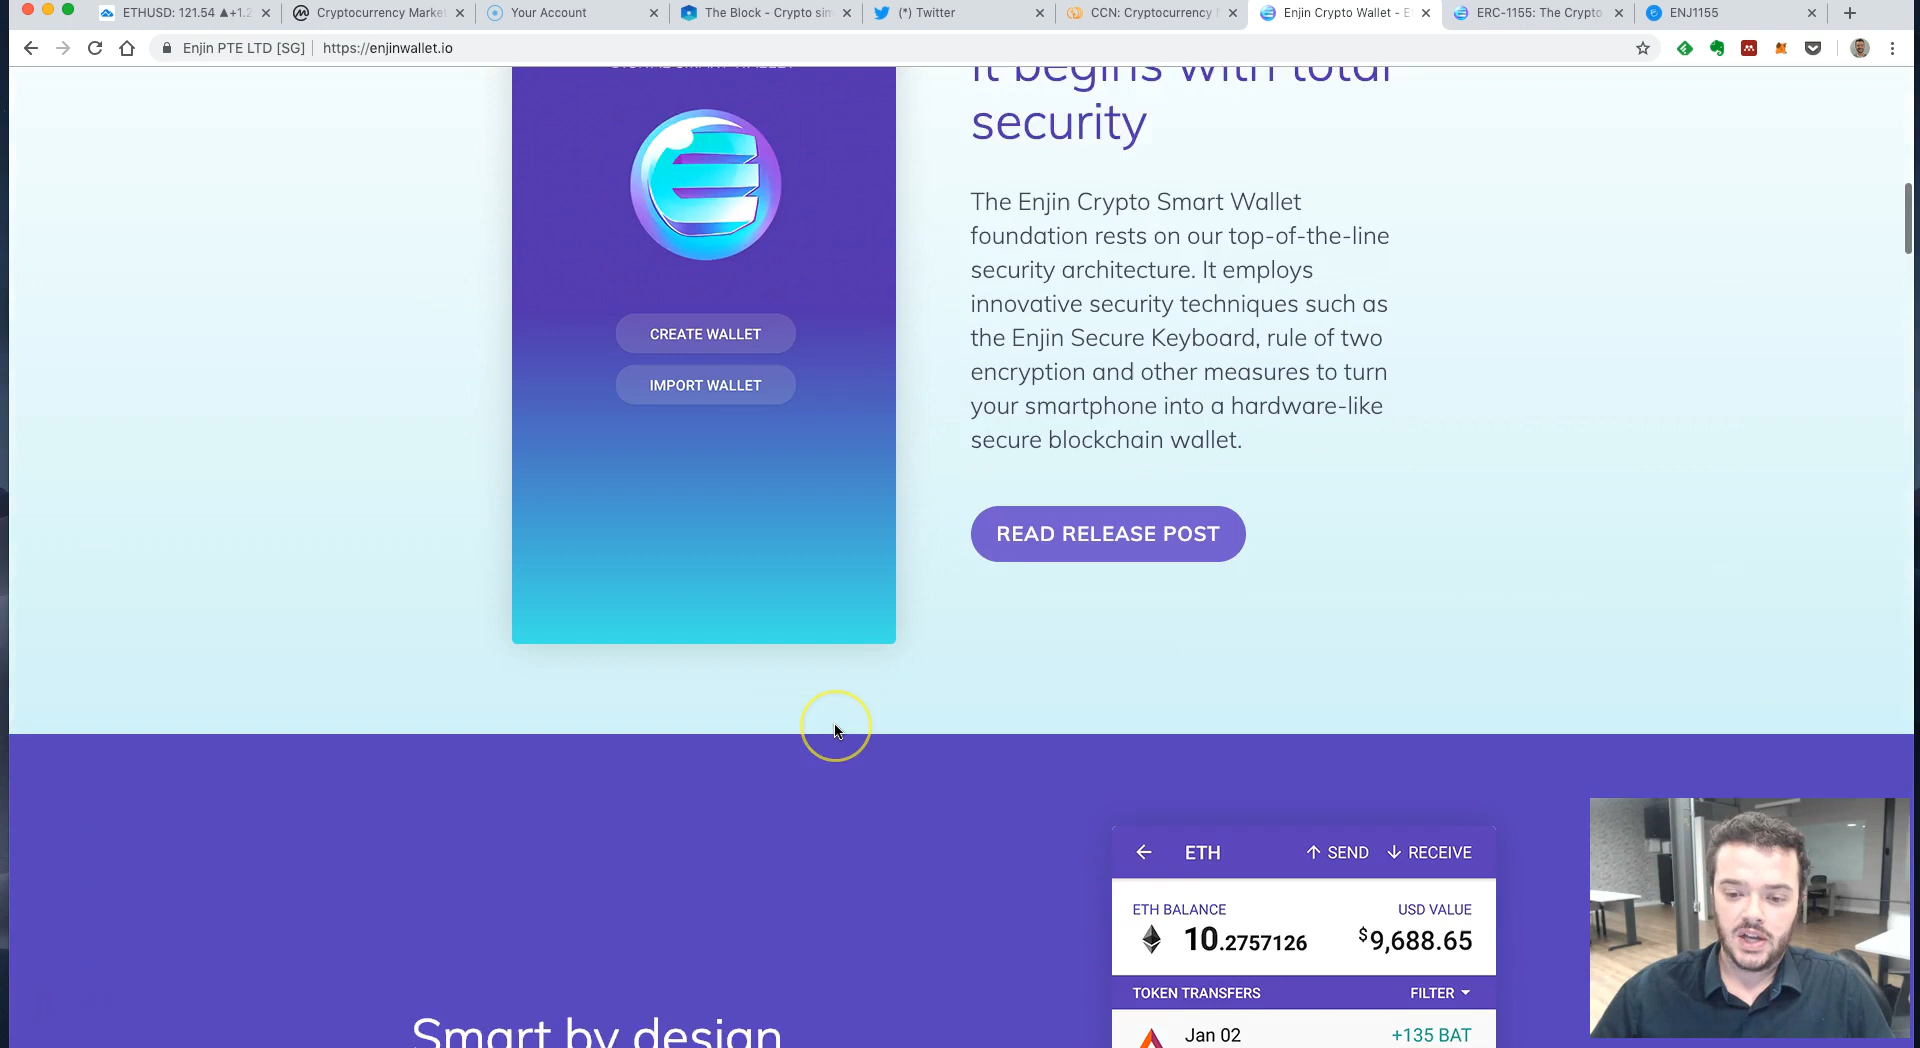 ETHUSD: 121.54 ▲+1.2
Cryptocurrency Marke
Your Account
The Block - Crypto sim
(*) Twitter
CCN: Cryptocurrency
Enjin Crypto Wallet - E
ERC-1155: The Crypto
ENJ1155
Enjin PTE LTD [SG]
https://enjinwallet.io
It begins with total
security
The Enjin Crypto Smart Wallet
foundation rests on our top-of-the-line
security architecture. It employs
innovative security techniques such as
the Enjin Secure Keyboard, rule of two
encryption and other measures to turn
your smartphone into a hardware-like
secure blockchain wallet.
READ RELEASE POST
CREATE WALLET
IMPORT WALLET
Smart by design
ETH
↑ SEND
↓ RECEIVE
ETH BALANCE
USD VALUE
10.2757126
$9,688.65
TOKEN TRANSFERS
FILTER
Jan 02
+135 BAT